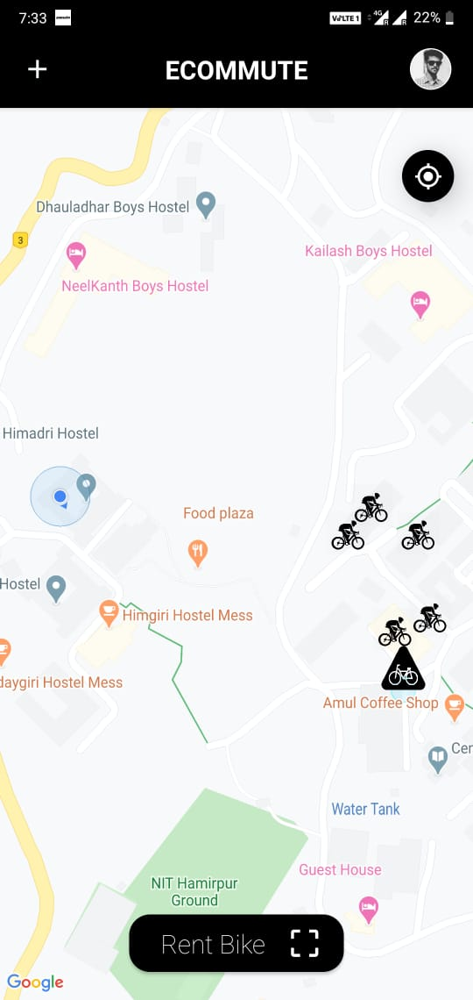 7:33
VoLTE 1
4G
R
R
22%
+
ECOMMUTE
Dhauladhar Boys Hostel
3
Kailash Boys Hostel
NeelKanth Boys Hostel
Himadri Hostel
Food plaza
Hostel
Himgiri Hostel Mess
daygiri Hostel Mess
Amul Coffee Shop
Cen
Water Tank
Guest House
NIT Hamirpur
Ground
Rent Bike
Google